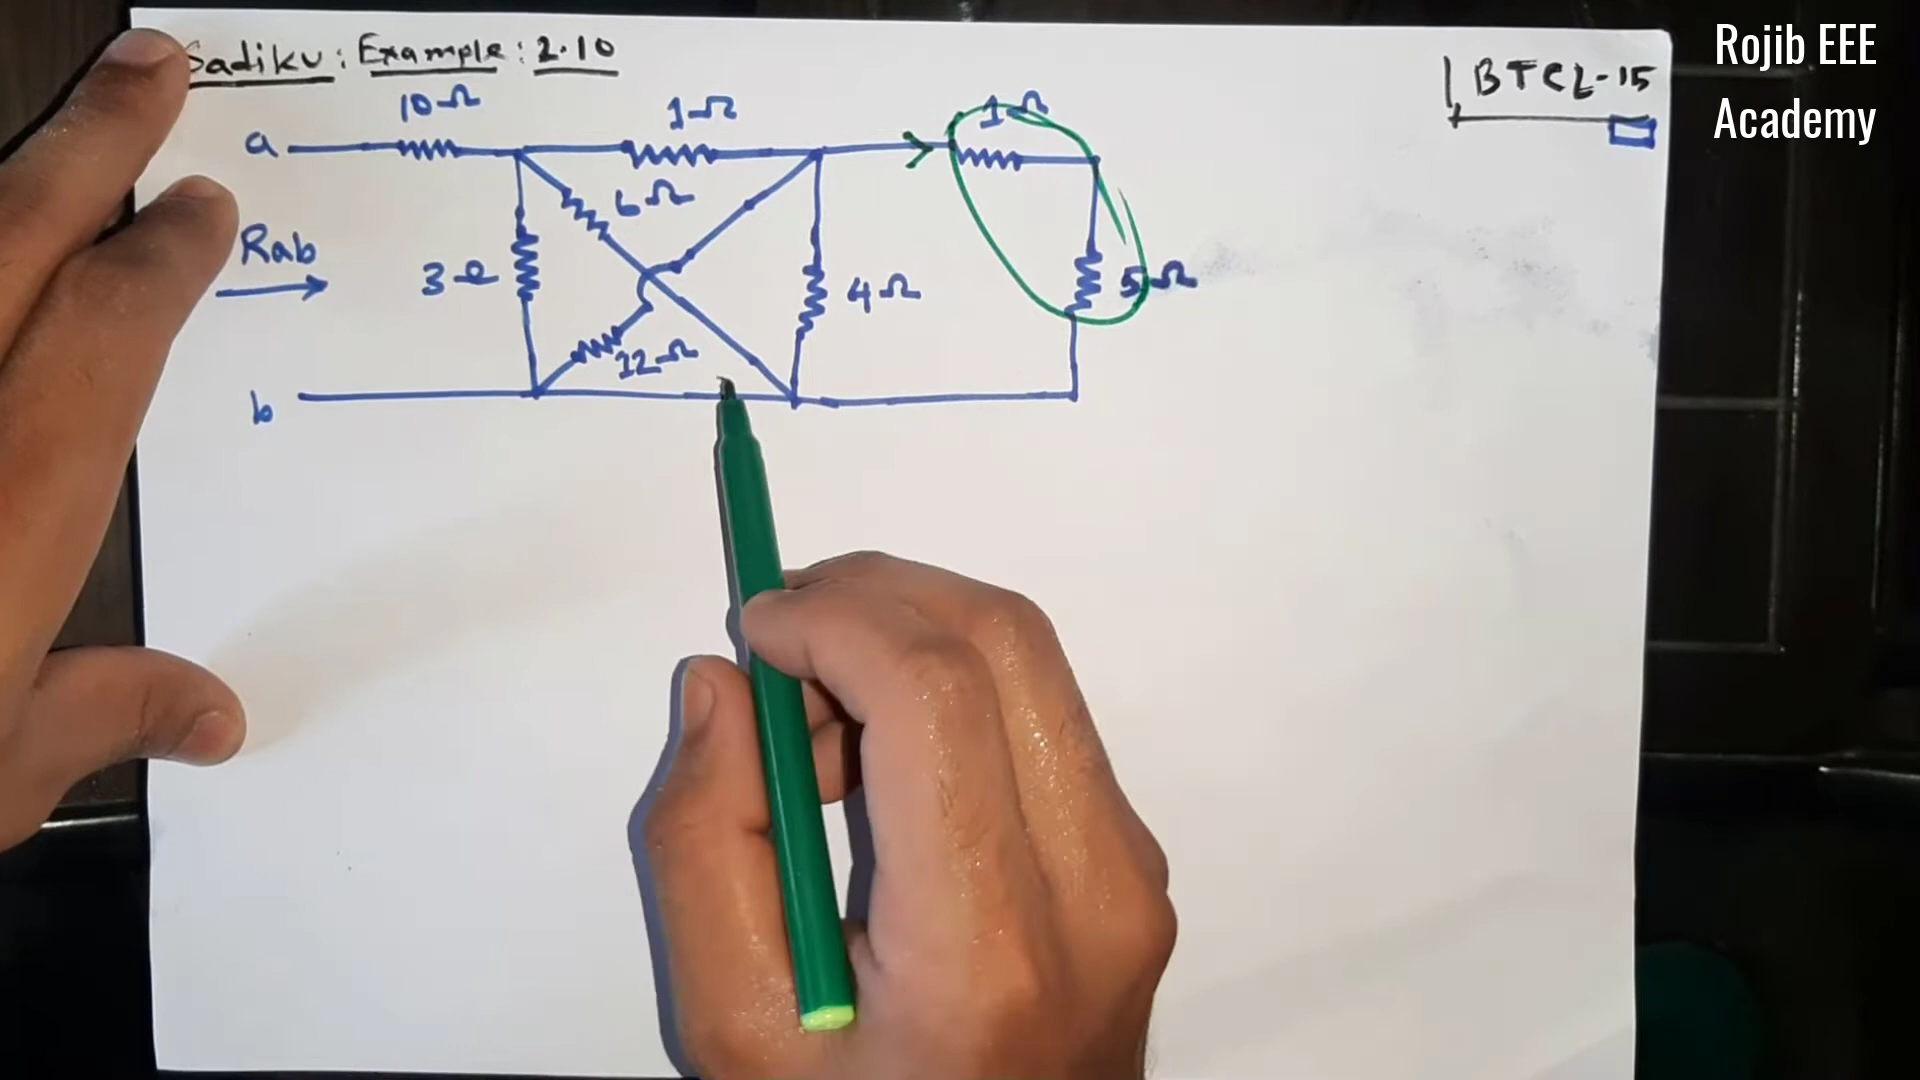 Sadiku : Example : 2.10
BTCL-15
Rojib EEE
Academy
10Ω
1Ω
1Ω
a
6Ω
Rab
3Ω
4Ω
5Ω
12Ω
b